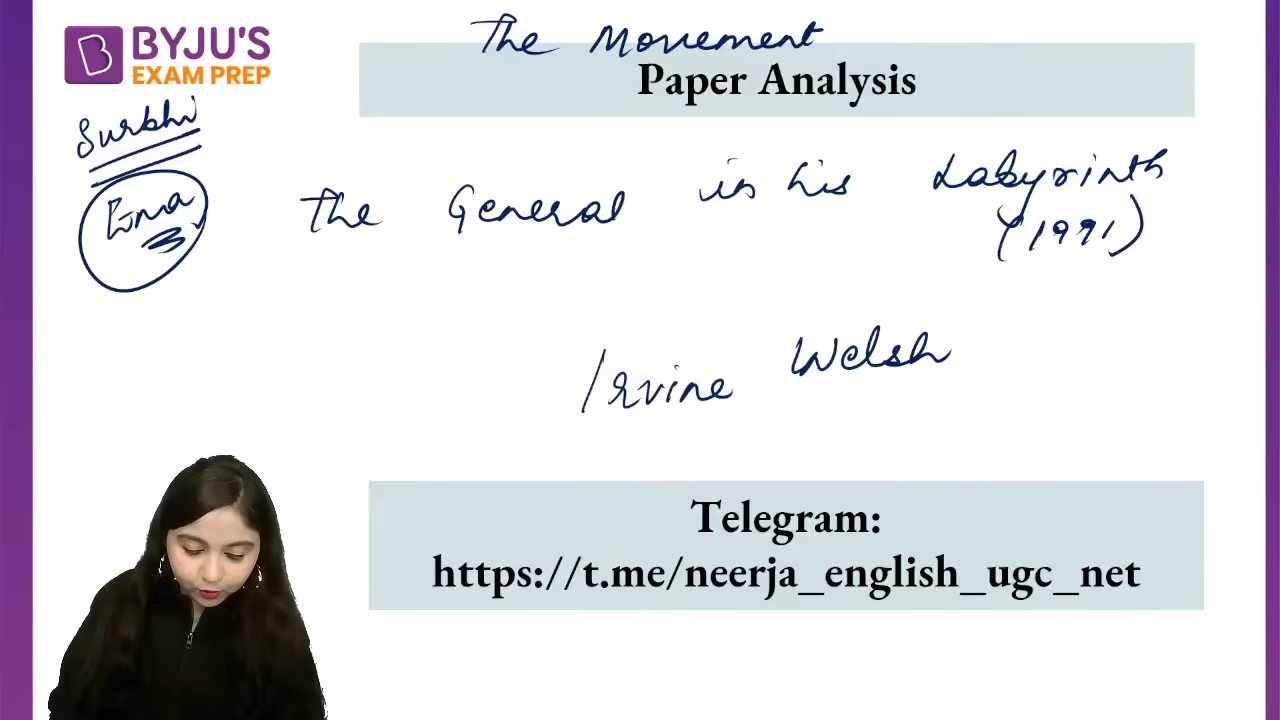 BYJU'S
EXAM PREP
The Movement
Paper Analysis
Surbhi
Ema
The General in his Labyrinth
(1991)
Irvine Welsh
Telegram:
https://t.me/neerja_english_ugc_net